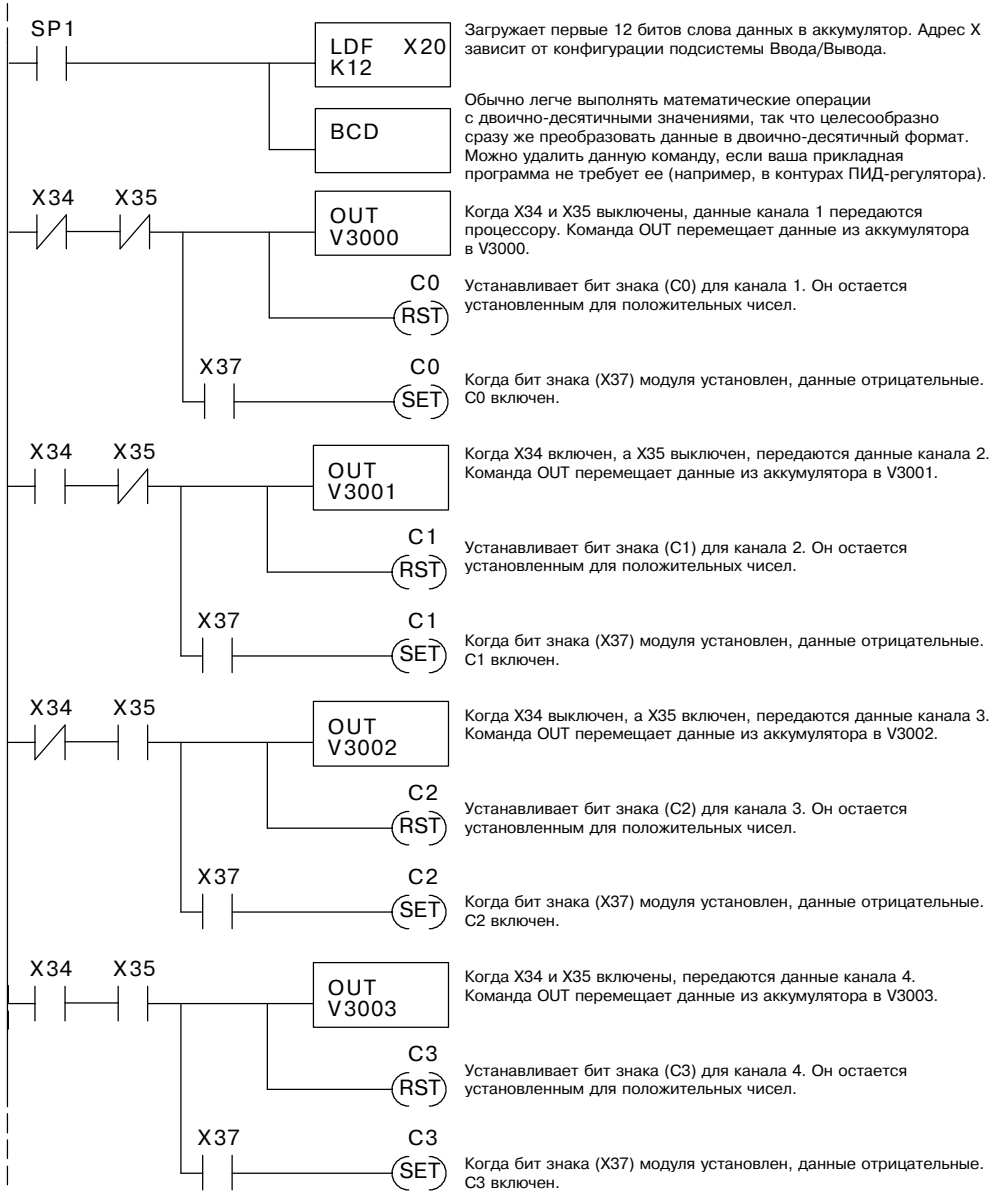 SP1
LDF X20
K12
Загружает первые 12 битов слова данных в аккумулятор. Адрес X
зависит от конфигурации подсистемы Ввода/Вывода.
BCD
Обычно легче выполнять математические операции
с двоично-десятичными значениями, так что целесообразно
сразу же преобразовать данные в двоично-десятичный формат.
Можно удалить данную команду, если ваша прикладная
программа не требует ее (например, в контурах ПИД-регулятора).
X34 X35
OUT
V3000
Когда X34 и X35 выключены, данные канала 1 передаются
процессору. Команда OUT перемещает данные из аккумулятора
в V3000.
C0
RST
Устанавливает бит знака (C0) для канала 1. Он остается
установленным для положительных чисел.
X37
C0
SET
Когда бит знака (X37) модуля установлен, данные отрицательные.
C0 включен.
X34 X35
OUT
V3001
Когда X34 включен, а X35 выключен, передаются данные канала 2.
Команда OUT перемещает данные из аккумулятора в V3001.
C1
RST
Устанавливает бит знака (C1) для канала 2. Он остается
установленным для положительных чисел.
X37
C1
SET
Когда бит знака (X37) модуля установлен, данные отрицательные.
C1 включен.
X34 X35
OUT
V3002
Когда X34 выключен, а X35 включен, передаются данные канала 3.
Команда OUT перемещает данные из аккумулятора в V3002.
C2
RST
Устанавливает бит знака (C2) для канала 3. Он остается
установленным для положительных чисел.
X37
C2
SET
Когда бит знака (X37) модуля установлен, данные отрицательные.
C2 включен.
X34 X35
OUT
V3003
Когда X34 и X35 включены, передаются данные канала 4.
Команда OUT перемещает данные из аккумулятора в V3003.
C3
RST
Устанавливает бит знака (C3) для канала 4. Он остается
установленным для положительных чисел.
X37
C3
SET
Когда бит знака (X37) модуля установлен, данные отрицательные.
C3 включен.